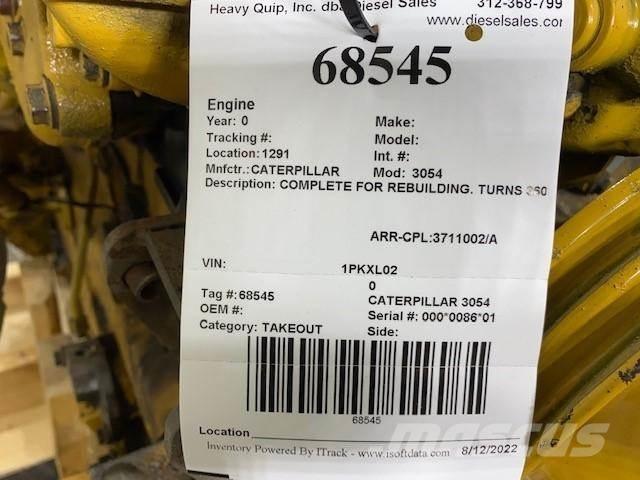 Heavy Quip, Inc. dba Diesel Sales 312-368-799
www.dieselsales.com
68545
Engine
Year: 0 Make:
Tracking #: Model:
Location: 1291 Int. #:
Mnfctr.: CATERPILLAR Mod: 3054
Description: COMPLETE FOR REBUILDING. TURNS 360
ARR-CPL:3711002/A
VIN: 1PKXL02
0
Tag #: 68545 CATERPILLAR 3054
OEM #: Serial #: 000*0086*01
Category: TAKEOUT Side:
68545
Location
Inventory Powered By ITrack - www.isoftdata.com 8/12/2022
mascus